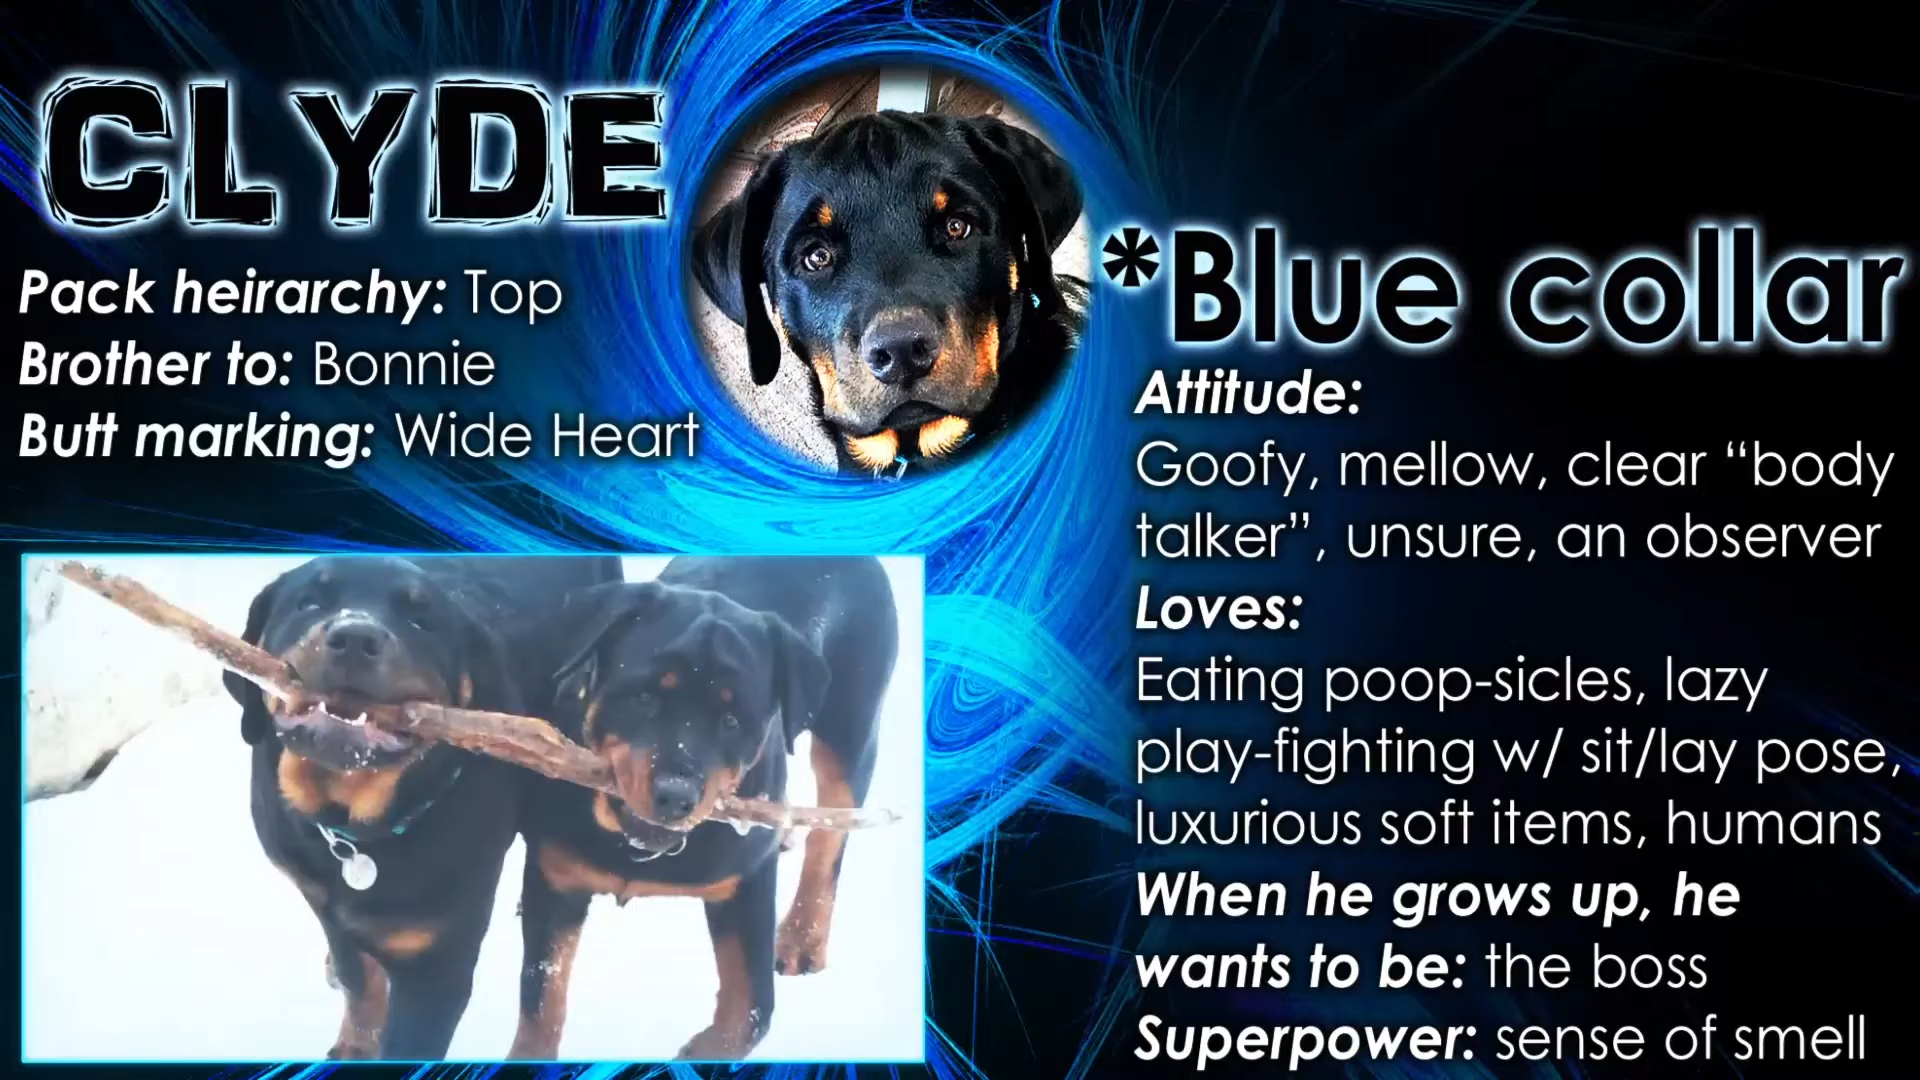 CLYDE
Pack heirarchy: Top
Brother to: Bonnie
Butt marking: Wide Heart
*Blue collar
Attitude:
Goofy, mellow, clear “body
talker”, unsure, an observer
Loves:
Eating poop-sicles, lazy
play-fighting w/ sit/lay pose,
luxurious soft items, humans
When he grows up, he
wants to be: the boss
Superpower: sense of smell